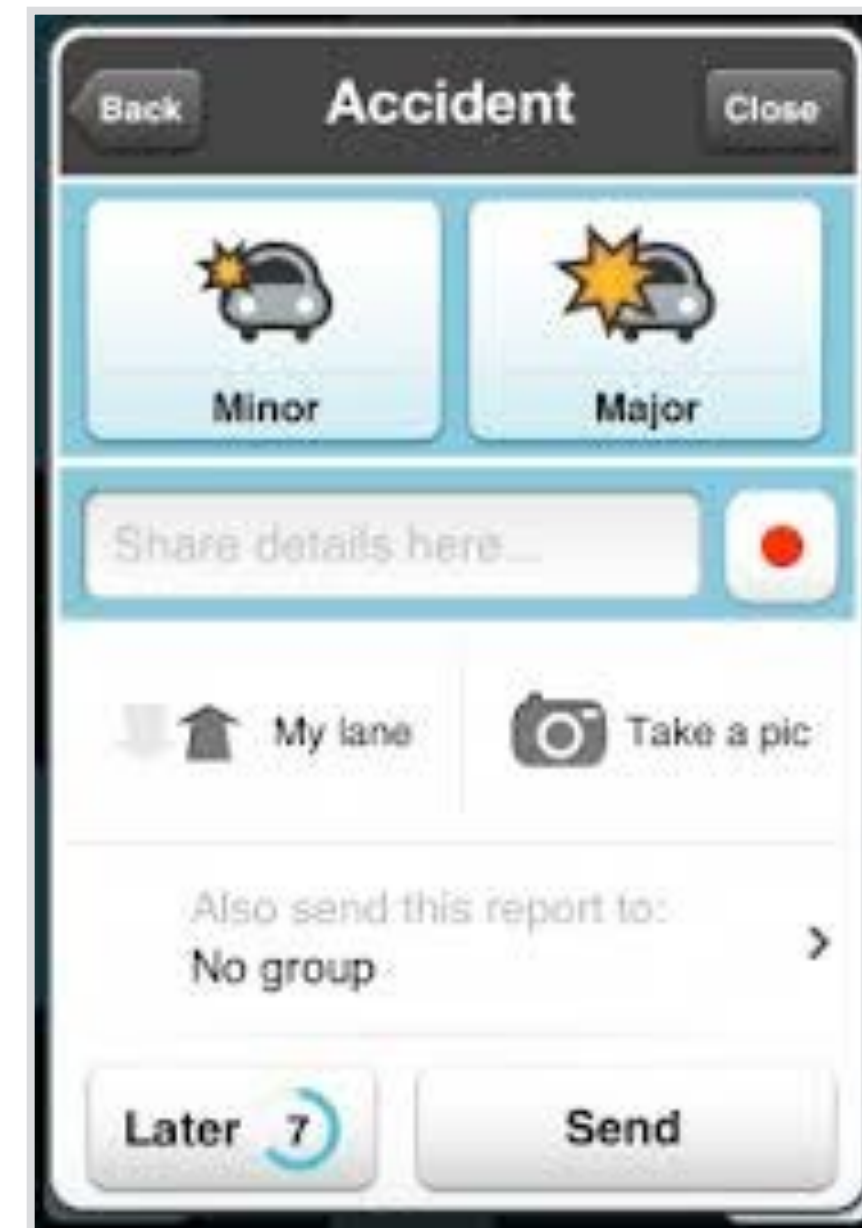 Back Accident Close
Minor Major
Share details here...
My lane Take a pic
Also send this report to:
No group
Later 7 Send